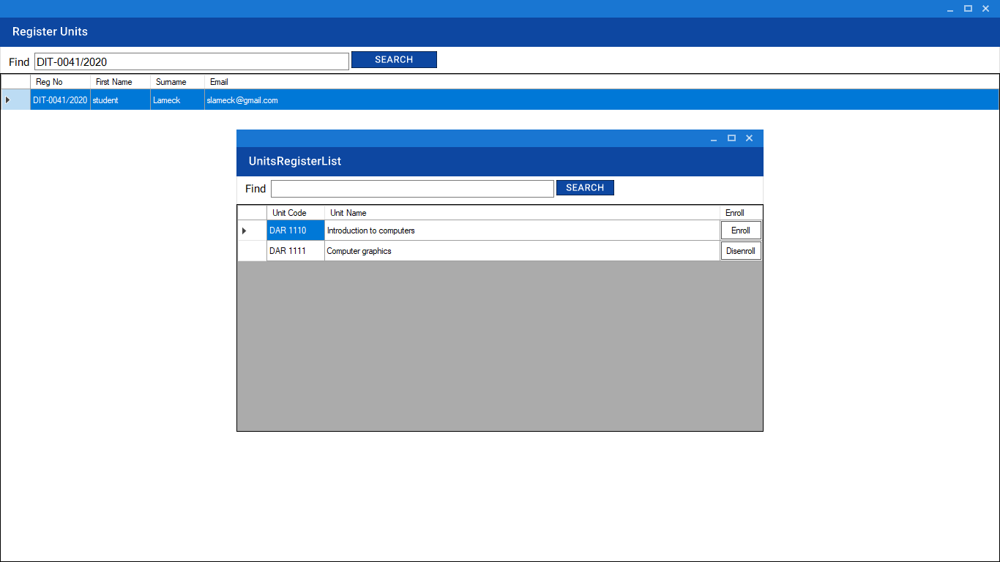 Register Units
Find DIT-0041/2020 SEARCH
Reg No First Name Surname Email
DIT-0041/2020 student Lameck slameck@gmail.com
UnitsRegisterList
Find SEARCH
Unit Code Unit Name Enroll
DAR 1110 Introduction to computers Enroll
DAR 1111 Computer graphics Disenroll